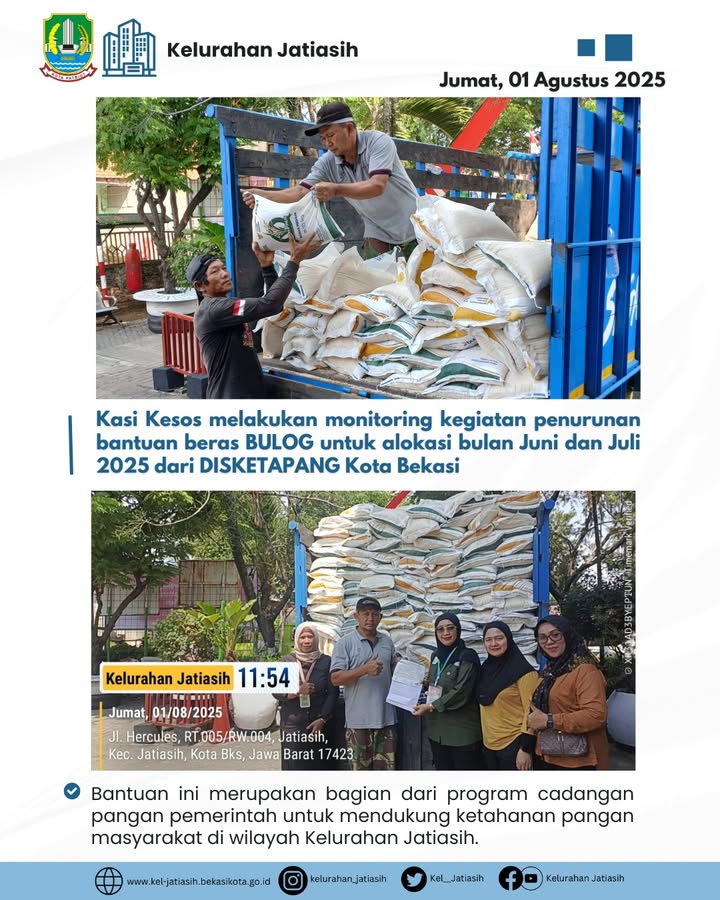 KOTA PATRIOT
Kelurahan Jatiasih
Jumat, 01 Agustus 2025
Kasi Kesos melakukan monitoring kegiatan penurunan
bantuan beras BULOG untuk alokasi bulan Juni dan Juli
2025 dari DISKETAPANG Kota Bekasi
Kelurahan Jatiasih 11:54
Jumat, 01/08/2025
Jl. Hercules, RT.005/RW.004, Jatiasih,
Kec. Jatiasih, Kota Bks, Jawa Barat 17423
Bantuan ini merupakan bagian dari program cadangan
pangan pemerintah untuk mendukung ketahanan pangan
masyarakat di wilayah Kelurahan Jatiasih.
www.kel-jatiasih.bekasikota.go.id kelurahan_jatiasih Kel__Jatiasih Kelurahan Jatiasih